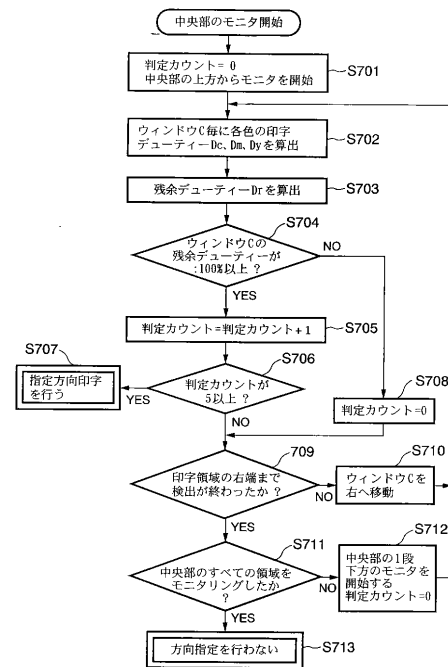 中央部のモニタ開始
判定カウント= 0
中央部の上方からモニタを開始
S701
ウィンドウC毎に各色の印字
デューティーDc、Dm、Dyを算出
S702
残余デューティーDrを算出
S703
S704
ウィンドウCの
残余デューティーが
:100%以上 ?
NO
YES
判定カウント=判定カウント+1
S705
S707
指定方向印字
を行う
S706
判定カウントが
5以上 ?
YES
NO
S708
判定カウント=0
709
印字領域の右端まで
検出が終わったか ?
NO
S710
ウィンドウCを
右へ移動
YES
S711
中央部のすべての領域を
モニタリングしたか
?
NO
S712
中央部の1段
下方のモニタを
開始する
判定カウント=0
YES
方向指定を行わない
S713